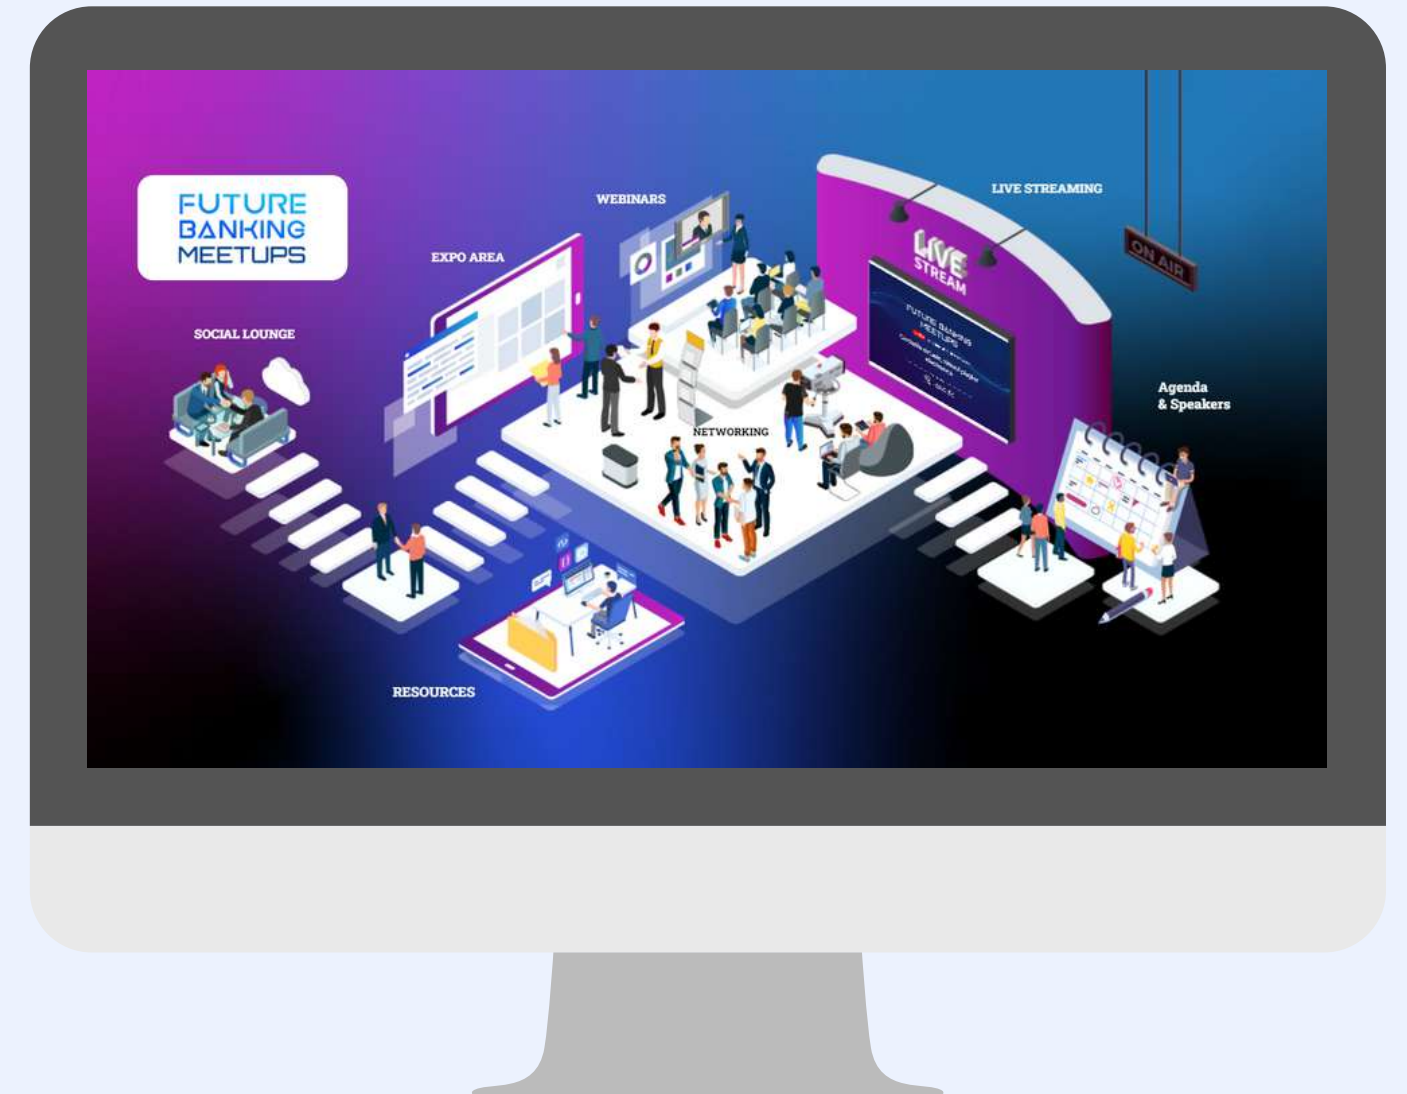 FUTURE
BANKING
MEETUPS
WEBINARS
LIVE STREAMING
EXPO AREA
ON AIR
LIVE
STREAM
SOCIAL LOUNGE
FUTURE BANKING
MEETUPS
Agenda
& Speakers
NETWORKING
RESOURCES